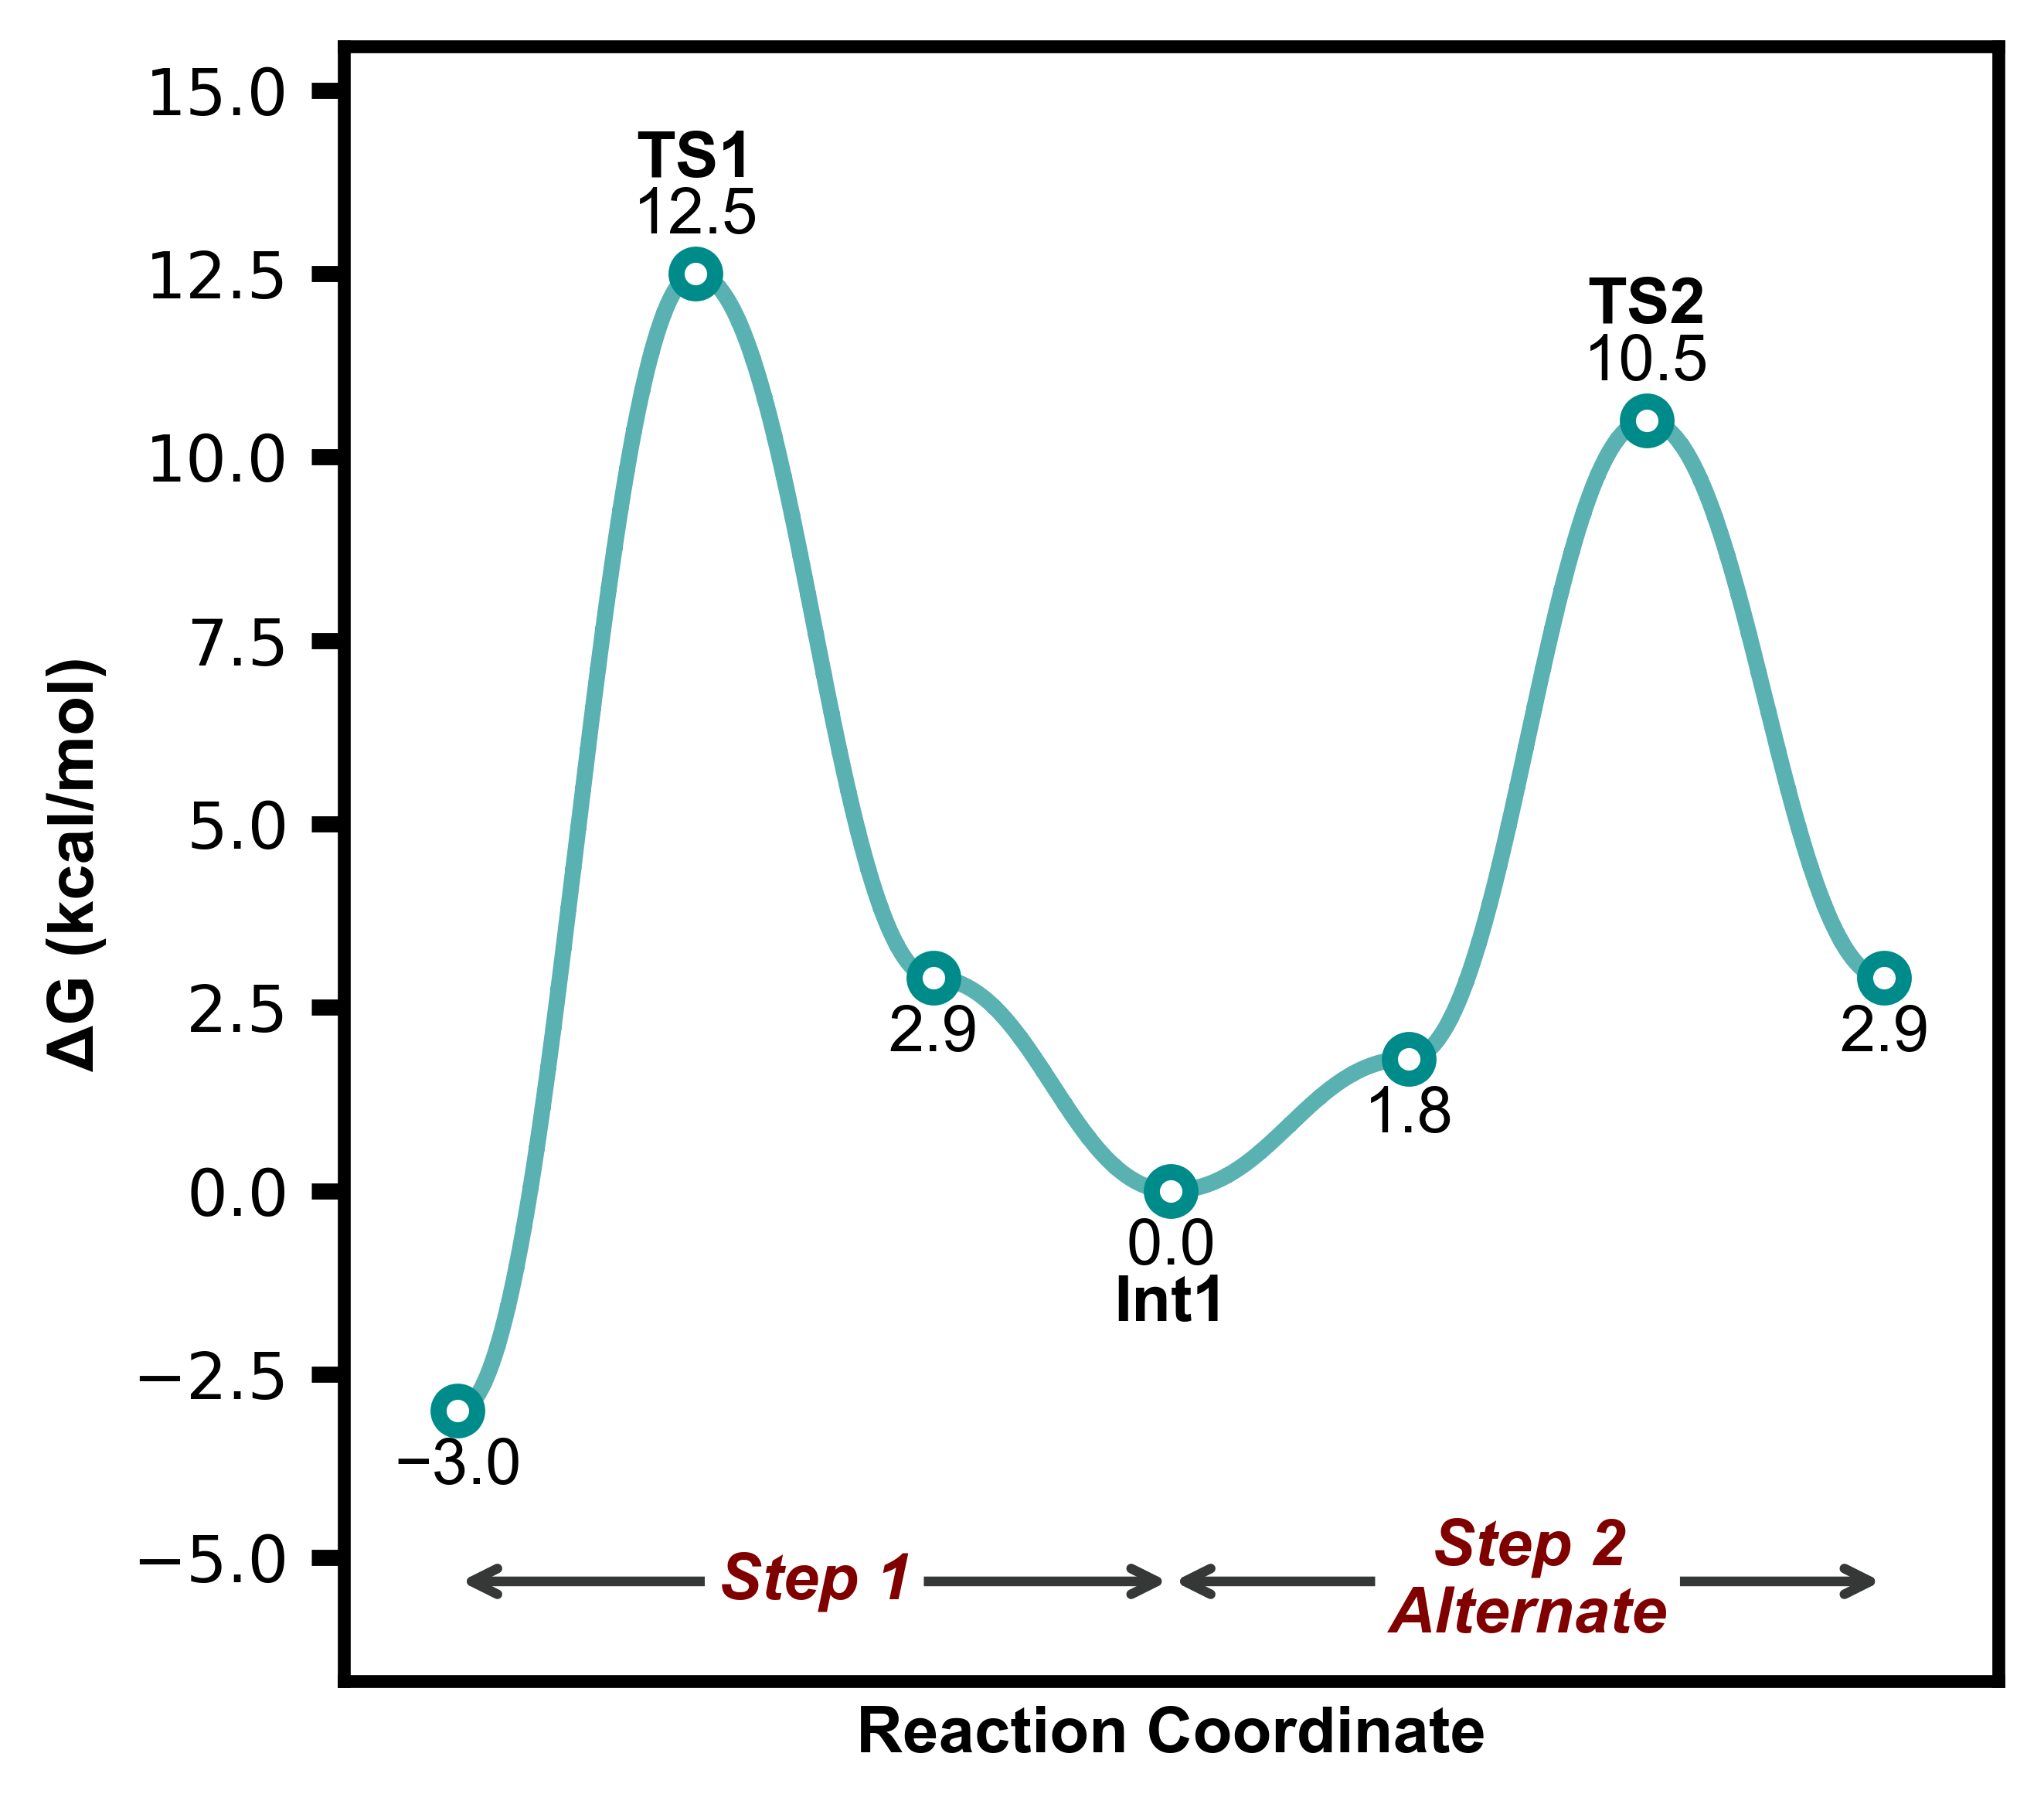 15.0
12.5
10.0
7.5
5.0
2.5
0.0
−2.5
−5.0
ΔG (kcal/mol)
TS1
12.5
TS2
10.5
2.9
2.9
1.8
0.0
Int1
−3.0
Step 1
Step 2
Alternate
Reaction Coordinate